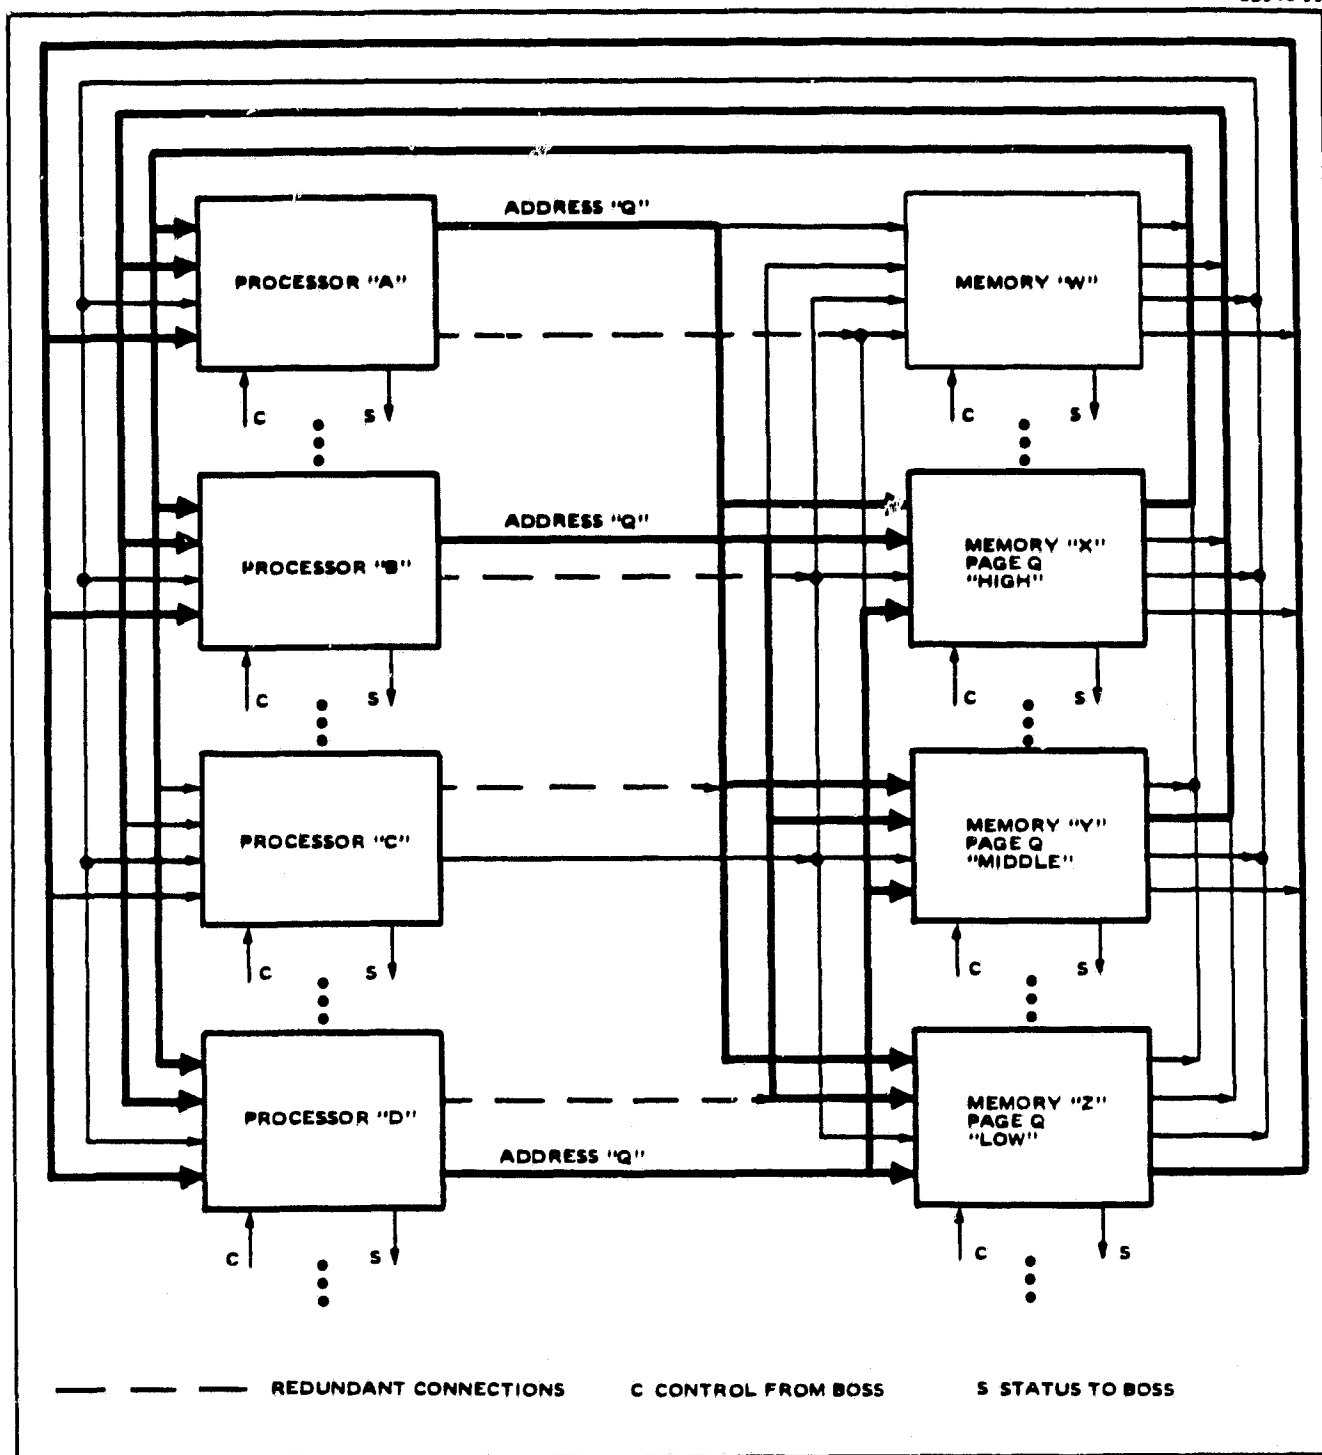 ADDRESS "Q"
PROCESSOR "A"
MEMORY "W"
C
S
C
S
ADDRESS "Q"
PROCESSOR "B"
MEMORY "X"
PAGE Q
"HIGH"
C
S
C
S
PROCESSOR "C"
MEMORY "Y"
PAGE Q
"MIDDLE"
C
S
C
S
PROCESSOR "D"
MEMORY "Z"
PAGE Q
"LOW"
ADDRESS "Q"
C
S
C
S
REDUNDANT CONNECTIONS
C CONTROL FROM BOSS
S STATUS TO BOSS